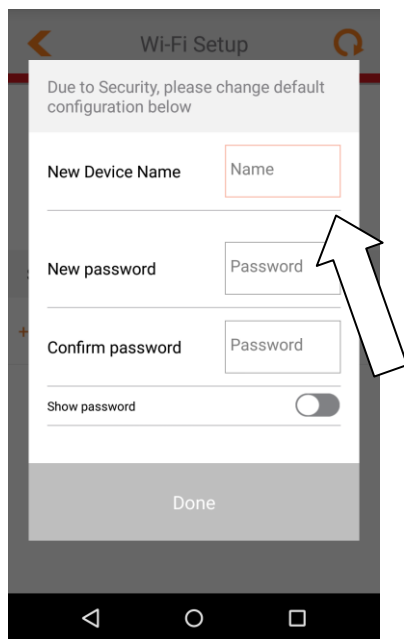 Wi-Fi Setup
Due to Security, please change default
configuration below
New Device Name
Name
New password
Password
Confirm password
Password
Show password
Done